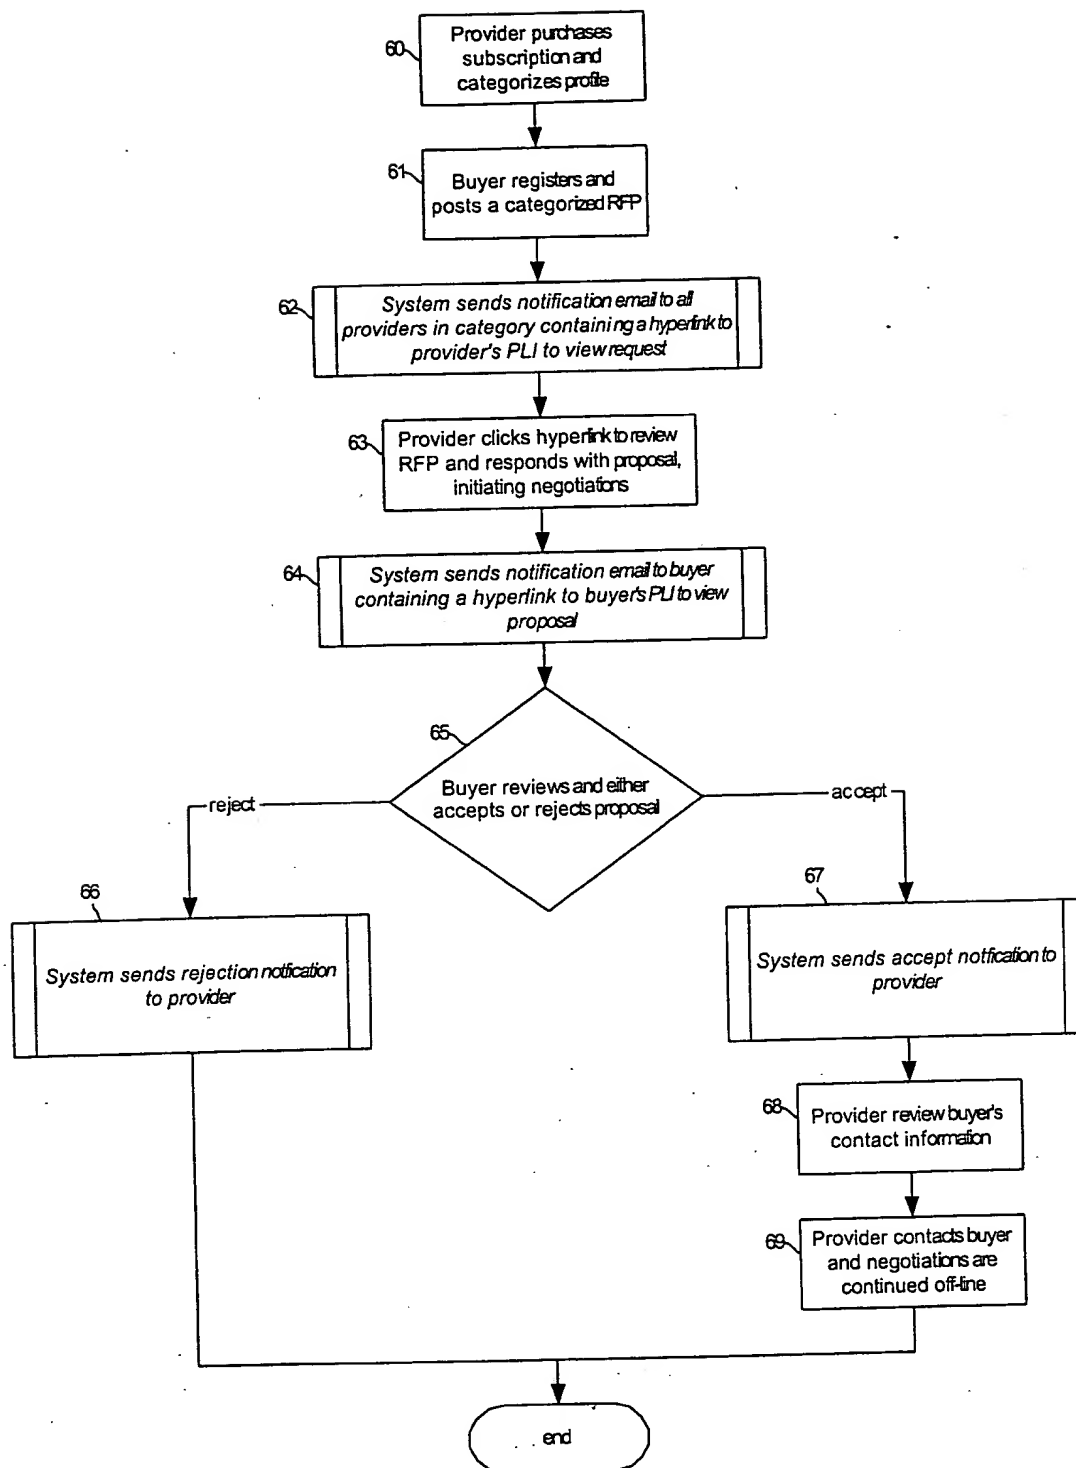 60
Provider purchases
subscription and
categorizes profile
61
Buyer registers and
posts a categorized RFP
62
System sends notification email to all
providers in category containing a hyperlink to
provider's PLI to view request
63
Provider clicks hyperlink to review
RFP and responds with proposal,
initiating negotiations
64
System sends notification email to buyer
containing a hyperlink to buyer's PLI to view
proposal
65
Buyer reviews and either
accepts or rejects proposal
reject
accept
66
System sends rejection notification
to provider
67
System sends accept notification to
provider
68
Provider review buyer's
contact information
69
Provider contacts buyer
and negotiations are
continued off-line
end